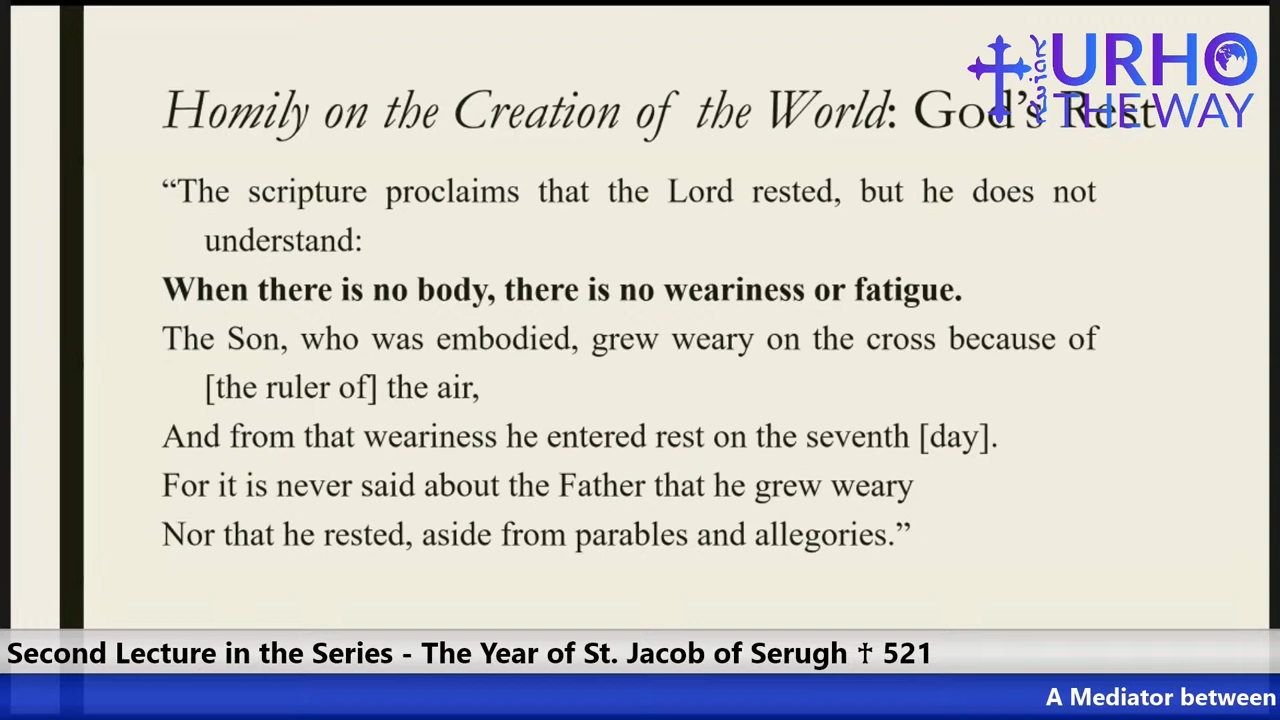 URHO
ܐܘܪܚܐ
THE WAY
Homily on the Creation of the World: God's Rest
“The scripture proclaims that the Lord rested, but he does not
understand:
When there is no body, there is no weariness or fatigue.
The Son, who was embodied, grew weary on the cross because of
[the ruler of] the air,
And from that weariness he entered rest on the seventh [day].
For it is never said about the Father that he grew weary
Nor that he rested, aside from parables and allegories.”
Second Lecture in the Series - The Year of St. Jacob of Serugh ♰ 521
A Mediator between